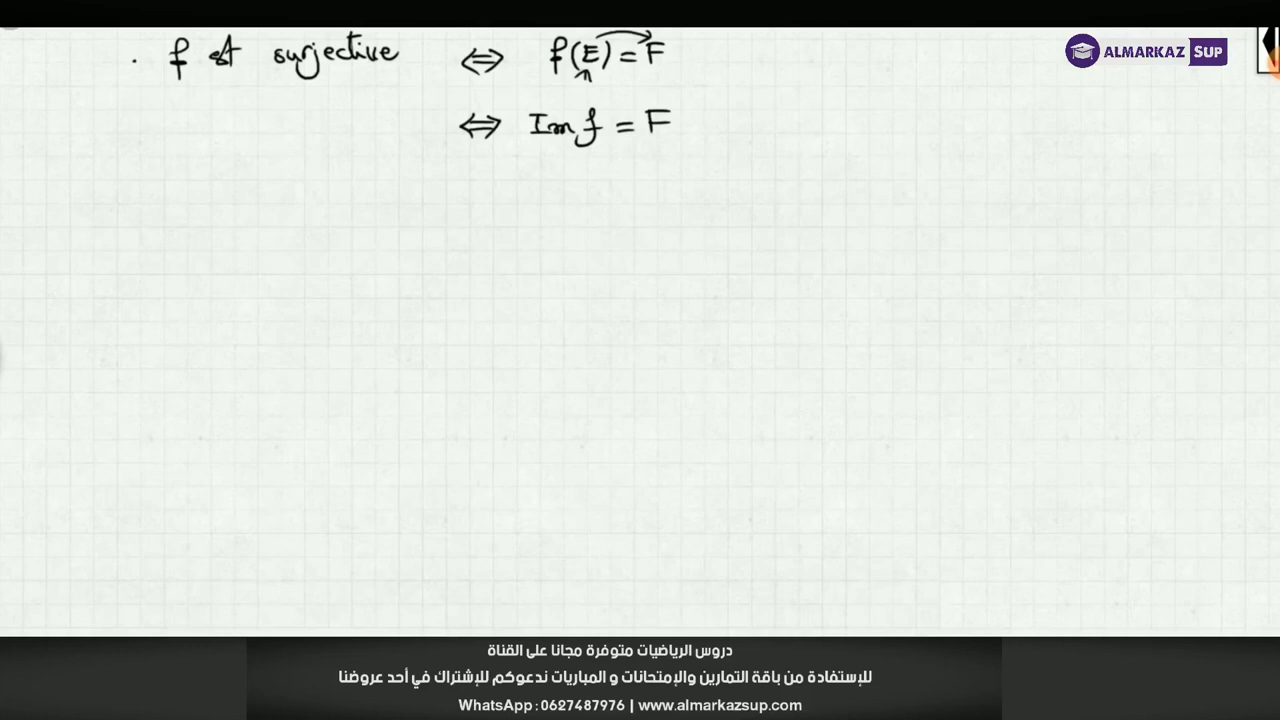 . f est surjective ⇔ f(E) = F
⇔ Im f = F
ALMARKAZ SUP
دروس الرياضيات متوفرة مجانا على القناة
للإستفادة من باقة التمارين والإمتحانات و المباريات ندعوكم للإشتراك في أحد عروضنا
WhatsApp : 0627487976 | www.almarkazsup.com